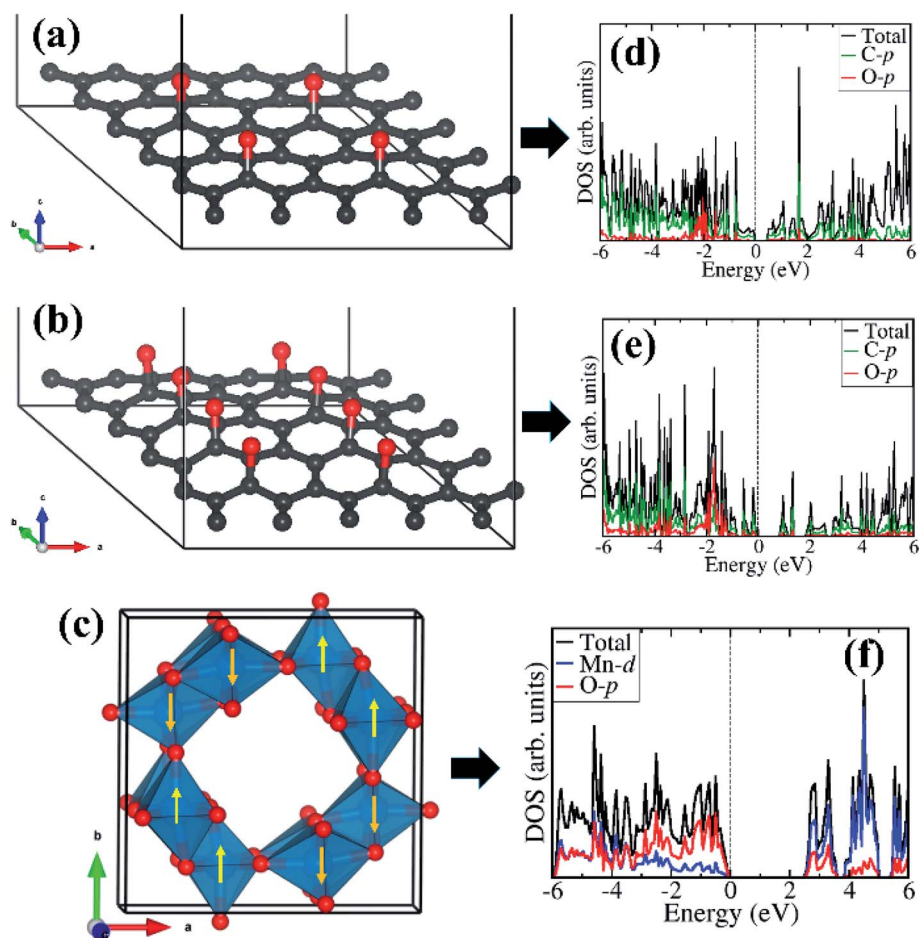 (a)
c
b
a
(d)
Total
C-p
O-p
DOS (arb. units)
-6 -4 -2 0 2 4 6
Energy (eV)
(b)
c
b
a
(e)
Total
C-p
O-p
DOS (arb. units)
-6 -4 -2 0 2 4 6
Energy (eV)
(c)
b
c
a
(f)
Total
Mn-d
O-p
DOS (arb. units)
-6 -4 -2 0 2 4 6
Energy (eV)